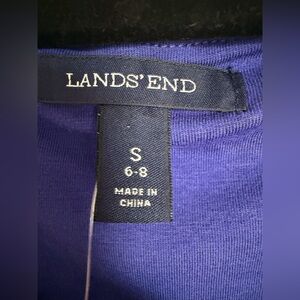 LANDS' END
S
6-8
MADE IN
CHINA